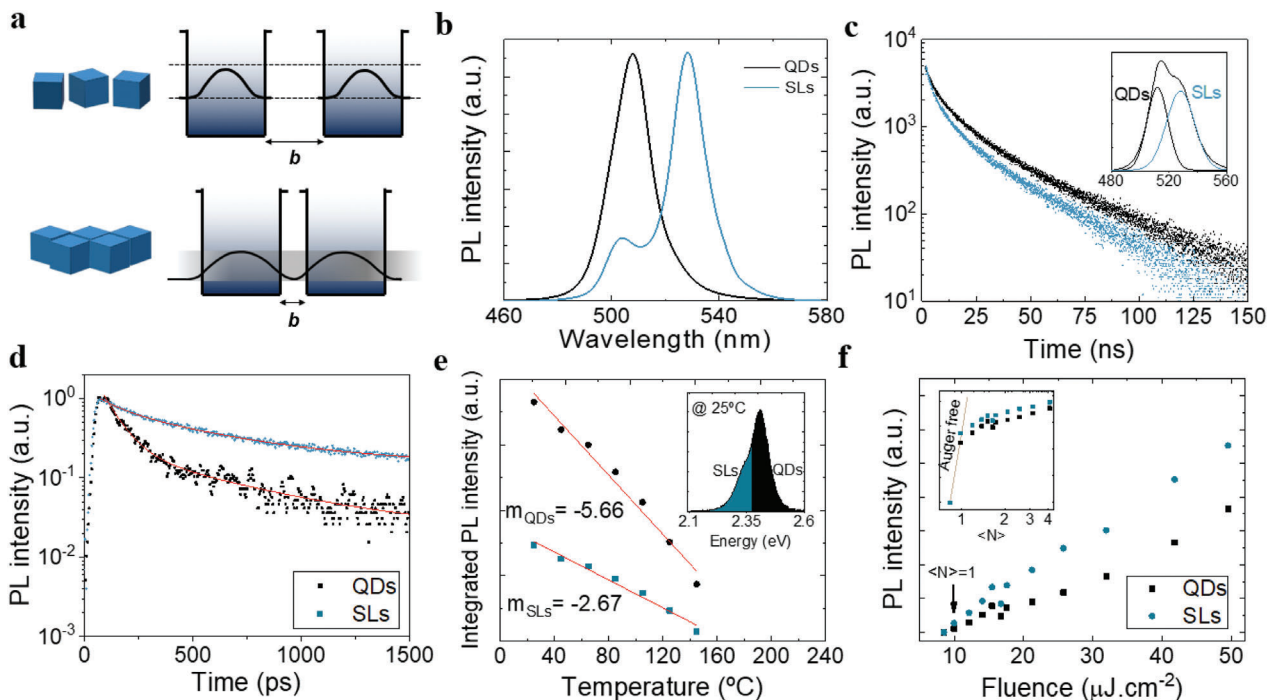 a
b
b
b
PL intensity (a.u.)
QDs
SLs
460 500 540 580
Wavelength (nm)
c
PL intensity (a.u.)
10⁴
10³
10²
10¹
QDs SLs
480 520 560
0 25 50 75 100 125 150
Time (ns)
d
PL intensity (a.u.)
10⁰
10⁻¹
10⁻²
10⁻³
QDs
SLs
0 500 1000 1500
Time (ps)
e
Integrated PL intensity (a.u.)
@ 25ºC
SLs QDs
2.1 2.35 2.6
Energy (eV)
mQDs= -5.66
mSLs= -2.67
0 40 80 120 160 200 240
Temperature (ºC)
f
PL intensity (a.u.)
Auger free
1 2 3 4
<N>
<N>=1
QDs
SLs
10 20 30 40 50
Fluence (μJ.cm⁻²)